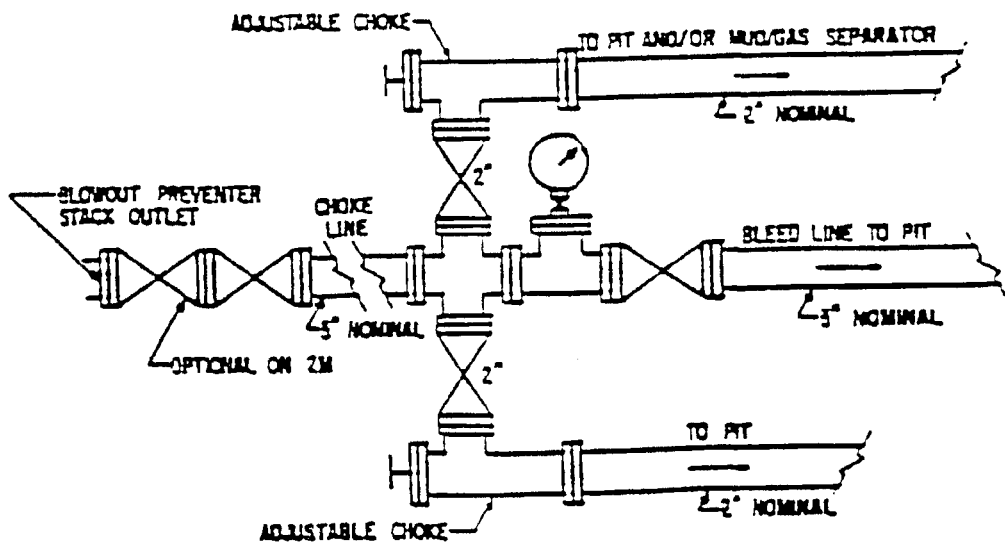 ADJUSTABLE CHOKE
TO PIT AND/OR MUD/GAS SEPARATOR
2" NOMINAL
2"
BLOWOUT PREVENTER
STACK OUTLET
CHOKE
LINE
BLEED LINE TO PIT
3" NOMINAL
3" NOMINAL
OPTIONAL ON 2M
2"
TO PIT
2" NOMINAL
ADJUSTABLE CHOKE